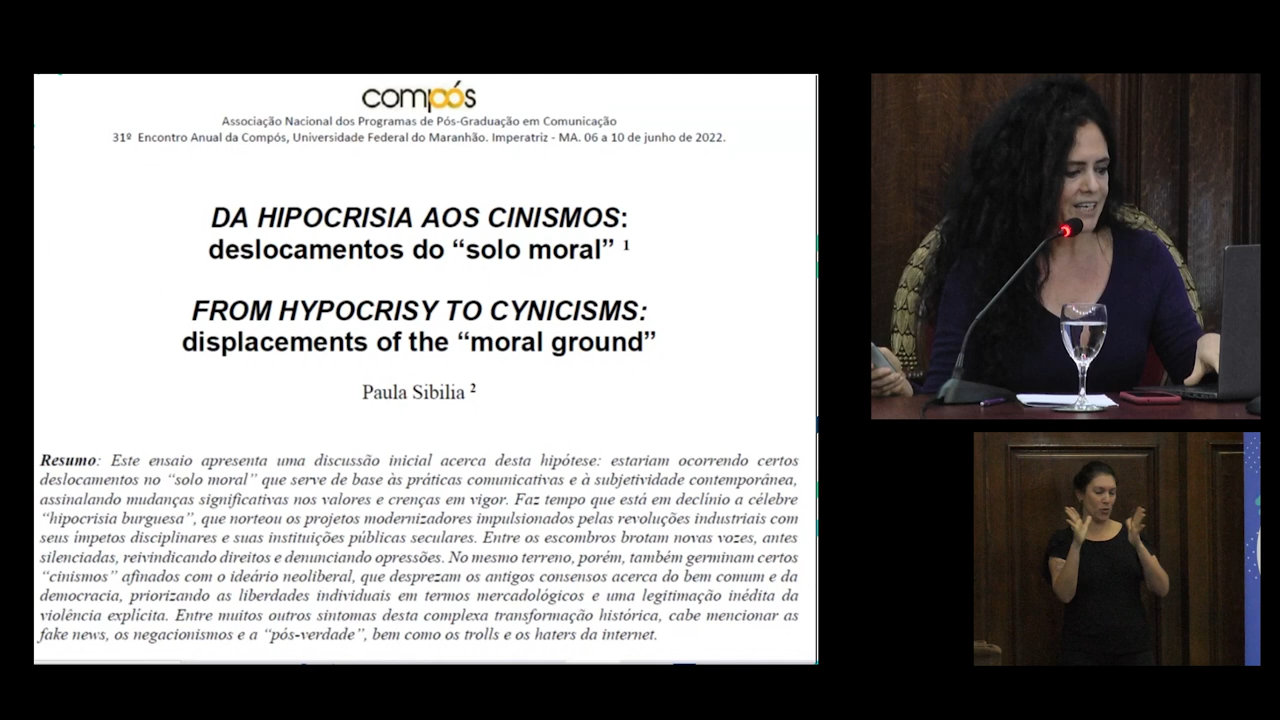 compós
Associação Nacional dos Programas de Pós-Graduação em Comunicação
31º Encontro Anual da Compós, Universidade Federal do Maranhão. Imperatriz - MA. 06 a 10 de junho de 2022.
DA HIPOCRISIA AOS CINISMOS:
deslocamentos do “solo moral” 1
FROM HYPOCRISY TO CYNICISMS:
displacements of the “moral ground”
Paula Sibilia 2
Resumo: Este ensaio apresenta uma discussão inicial acerca desta hipótese: estariam ocorrendo certos
deslocamentos no “solo moral” que serve de base às práticas comunicativas e à subjetividade contemporânea,
assinalando mudanças significativas nos valores e crenças em vigor. Faz tempo que está em declínio a célebre
“hipocrisia burguesa”, que norteou os projetos modernizadores impulsionados pelas revoluções industriais com
seus ímpetos disciplinares e suas instituições públicas seculares. Entre os escombros brotam novas vozes, antes
silenciadas, reivindicando direitos e denunciando opressões. No mesmo terreno, porém, também germinam certos
“cinismos” afinados com o ideário neoliberal, que desprezam os antigos consensos acerca do bem comum e da
democracia, priorizando as liberdades individuais em termos mercadológicos e uma legitimação inédita da
violência explícita. Entre muitos outros sintomas desta complexa transformação histórica, cabe mencionar as
fake news, os negacionismos e a “pós-verdade”, bem como os trolls e os haters da internet.